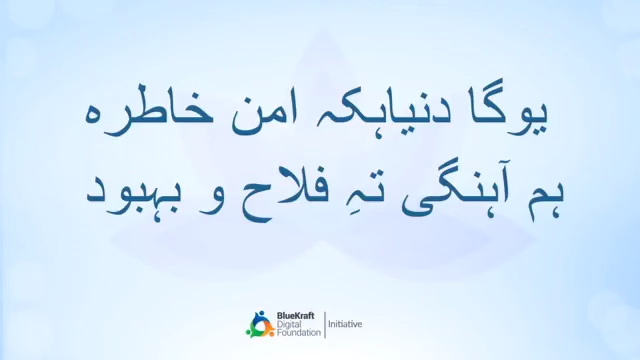 یوگا دنیاہکہ امن خاطرہ
ہم آہنگی تہِ فلاح و بہبود
BlueKraft
Digital
Foundation
Initiative